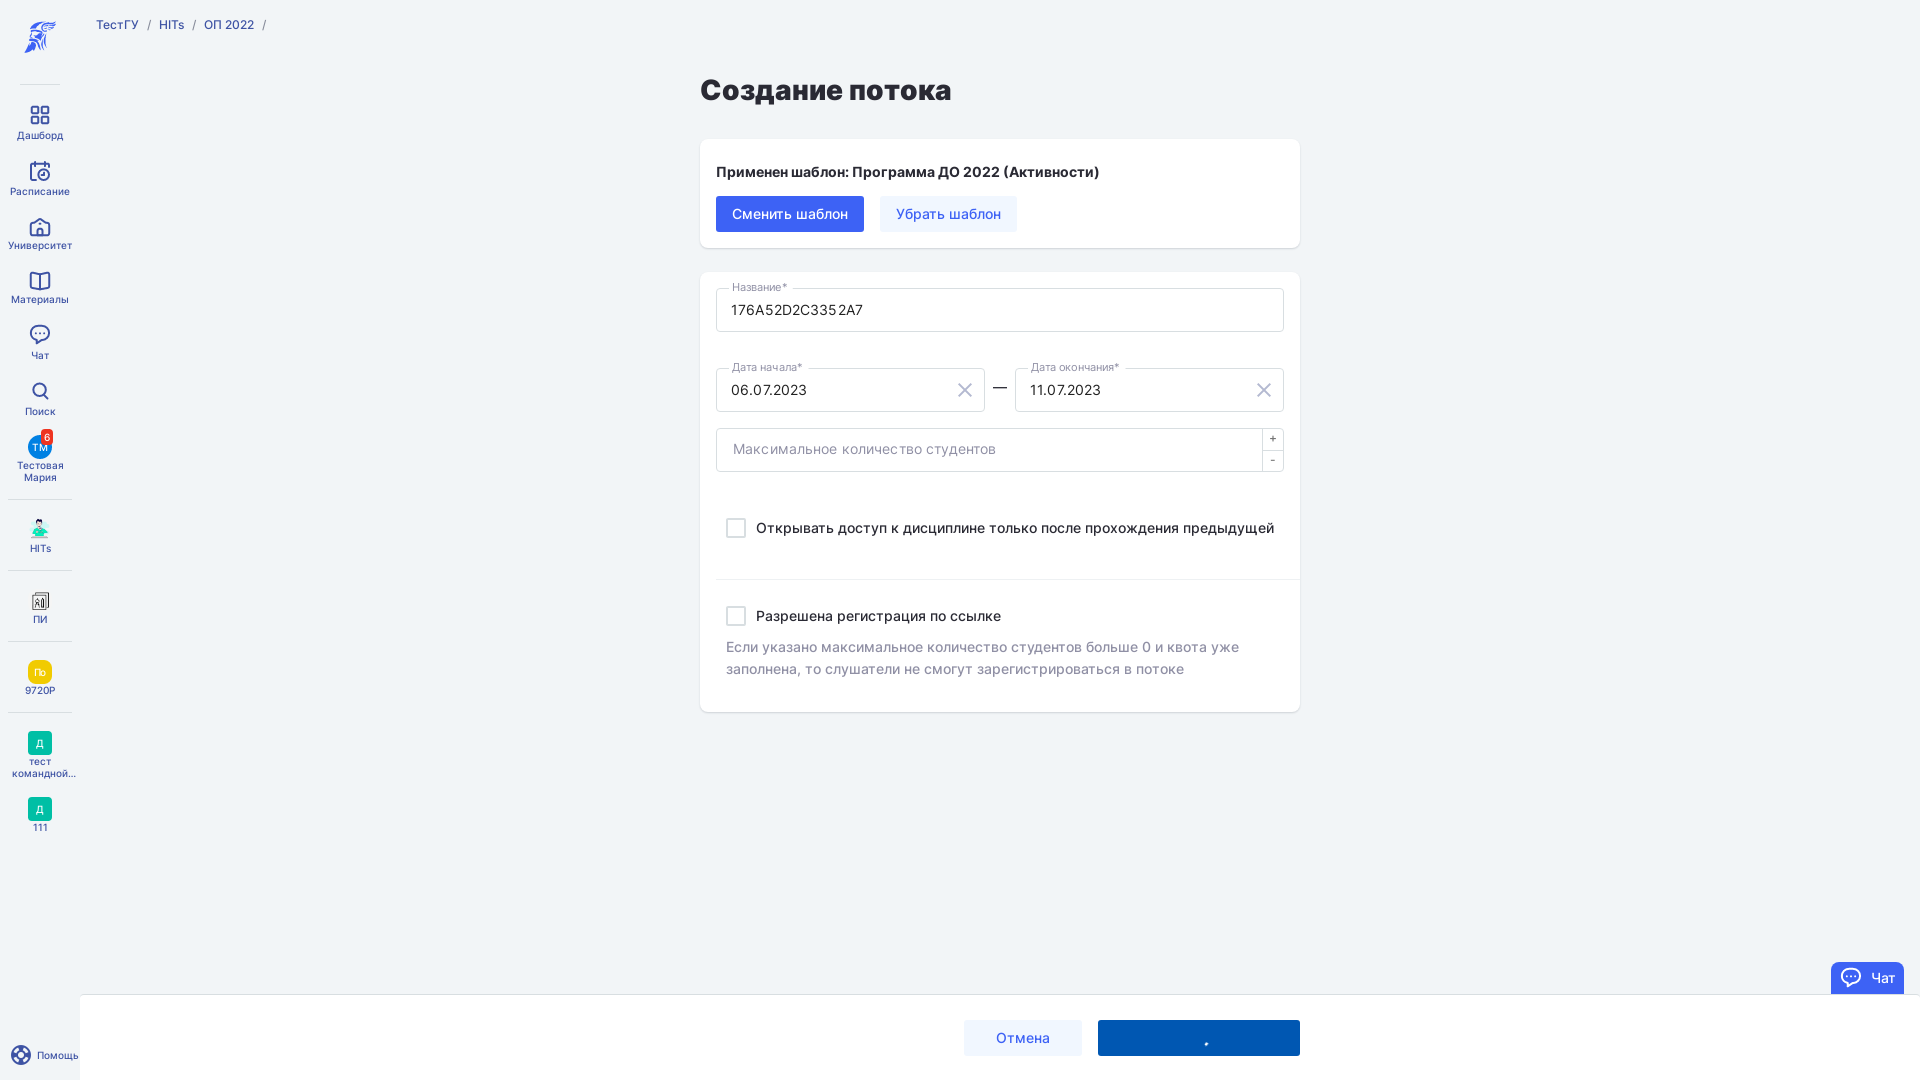 ТестГУ / HITs / ОП 2022 /
Дашборд
Расписание
Университет
Материалы
Чат
Поиск
ТМ 6
Тестовая
Мария
HITs
ПИ
По
9720Р
Д
тест
командной...
Д
111
Помощь
Создание потока
Применен шаблон: Программа ДО 2022 (Активности)
Сменить шаблон Убрать шаблон
Название*
176A52D2C3352A7
Дата начала* Дата окончания*
06.07.2023 — 11.07.2023
Максимальное количество студентов + -
Открывать доступ к дисциплине только после прохождения предыдущей
Разрешена регистрация по ссылке
Если указано максимальное количество студентов больше 0 и квота уже
заполнена, то слушатели не смогут зарегистрироваться в потоке
Чат
Отмена